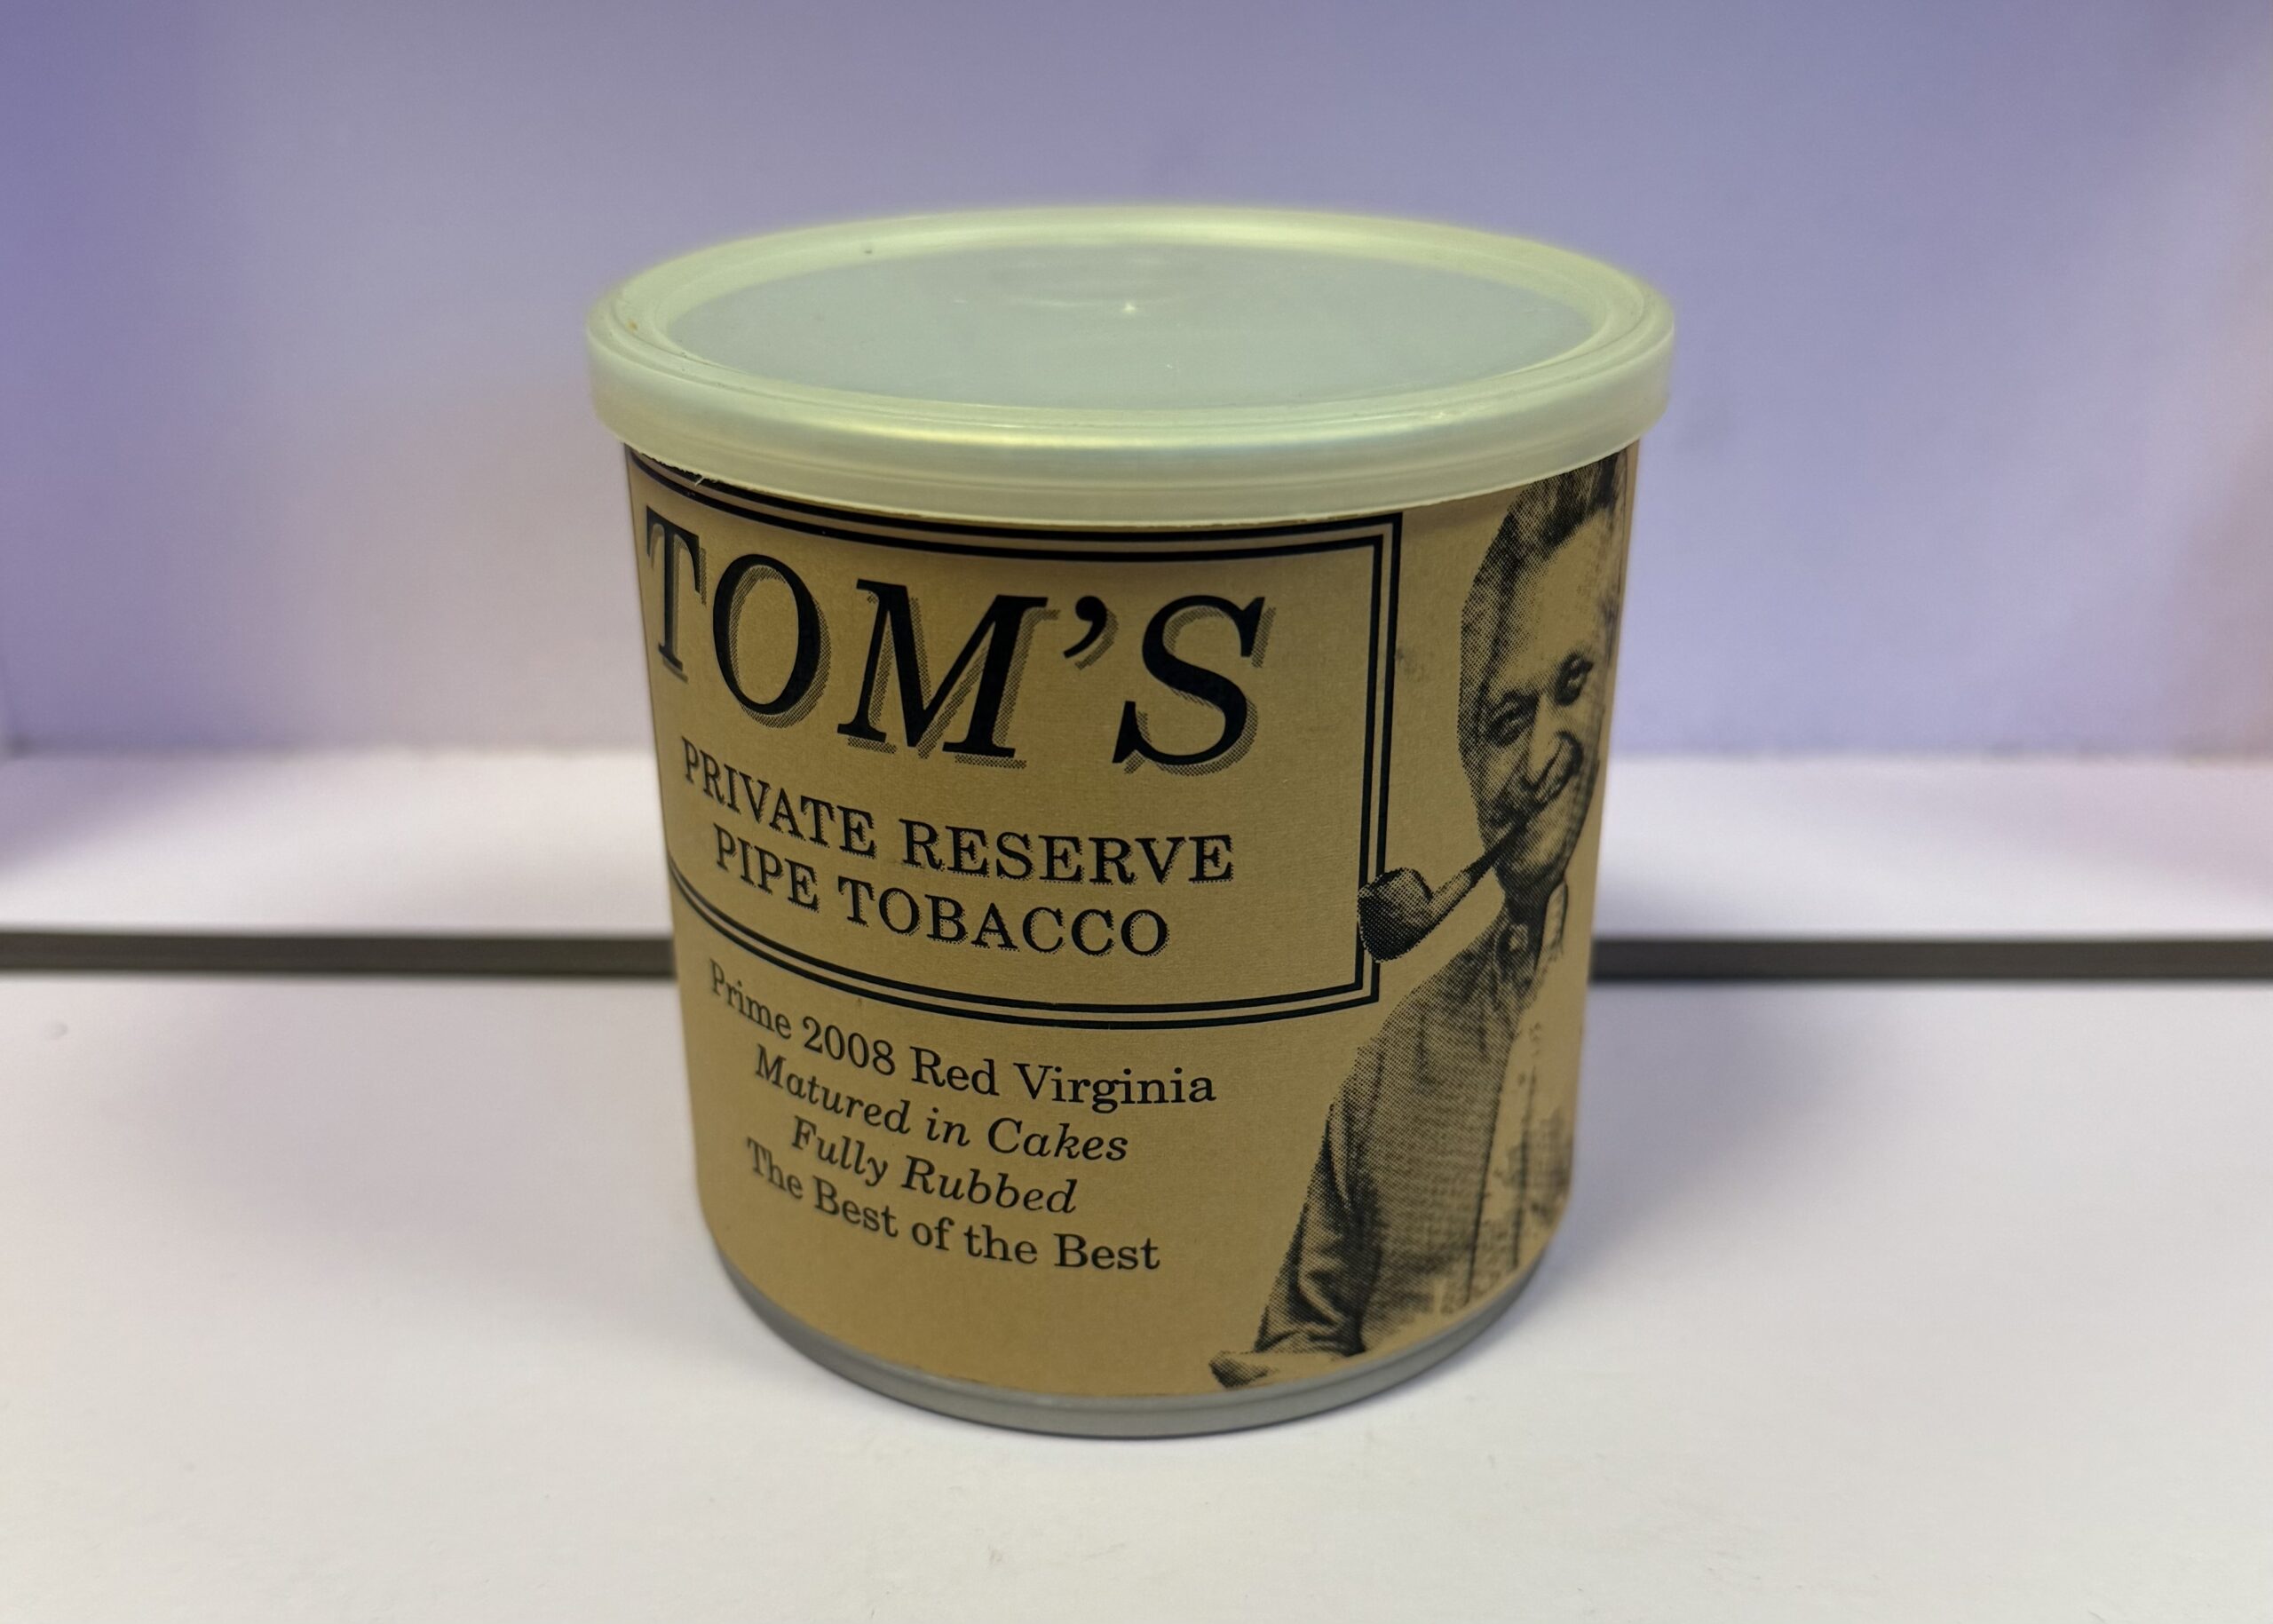 TOM'S
PRIVATE RESERVE
PIPE TOBACCO
Prime 2008 Red Virginia
Matured in Cakes
Fully Rubbed
The Best of the Best